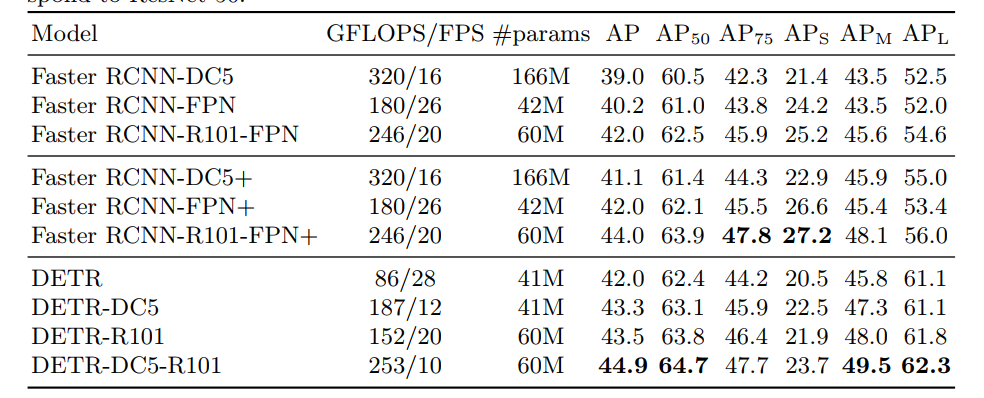 spond to ResNet-50.
Model GFLOPS/FPS #params AP AP50 AP75 APS APM APL
Faster RCNN-DC5 320/16 166M 39.0 60.5 42.3 21.4 43.5 52.5
Faster RCNN-FPN 180/26 42M 40.2 61.0 43.8 24.2 43.5 52.0
Faster RCNN-R101-FPN 246/20 60M 42.0 62.5 45.9 25.2 45.6 54.6
Faster RCNN-DC5+ 320/16 166M 41.1 61.4 44.3 22.9 45.9 55.0
Faster RCNN-FPN+ 180/26 42M 42.0 62.1 45.5 26.6 45.4 53.4
Faster RCNN-R101-FPN+ 246/20 60M 44.0 63.9 47.8 27.2 48.1 56.0
DETR 86/28 41M 42.0 62.4 44.2 20.5 45.8 61.1
DETR-DC5 187/12 41M 43.3 63.1 45.9 22.5 47.3 61.1
DETR-R101 152/20 60M 43.5 63.8 46.4 21.9 48.0 61.8
DETR-DC5-R101 253/10 60M 44.9 64.7 47.7 23.7 49.5 62.3